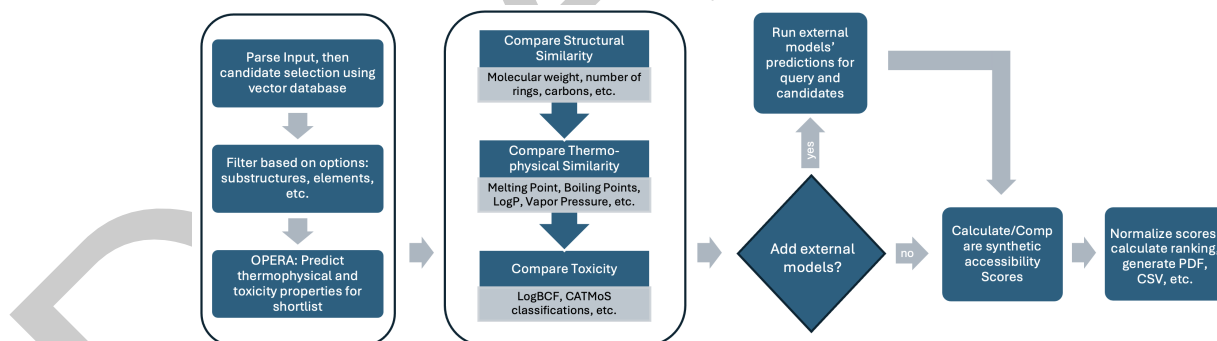 Parse Input, then
candidate selection using
vector database
Filter based on options:
substructures, elements,
etc.
OPERA: Predict
thermophysical and
toxicity properties for
shortlist
Compare Structural
Similarity
Molecular weight, number of
rings, carbons, etc.
Compare Thermo-
physical Similarity
Melting Point, Boiling Points,
LogP, Vapor Pressure, etc.
Compare Toxicity
LogBCF, CATMoS
classifications, etc.
Add external
models?
yes
Run external
models’
predictions for
query and
candidates
no
Calculate/Comp
are synthetic
accessibility
Scores
Normalize scores
calculate ranking
generate PDF,
CSV, etc.